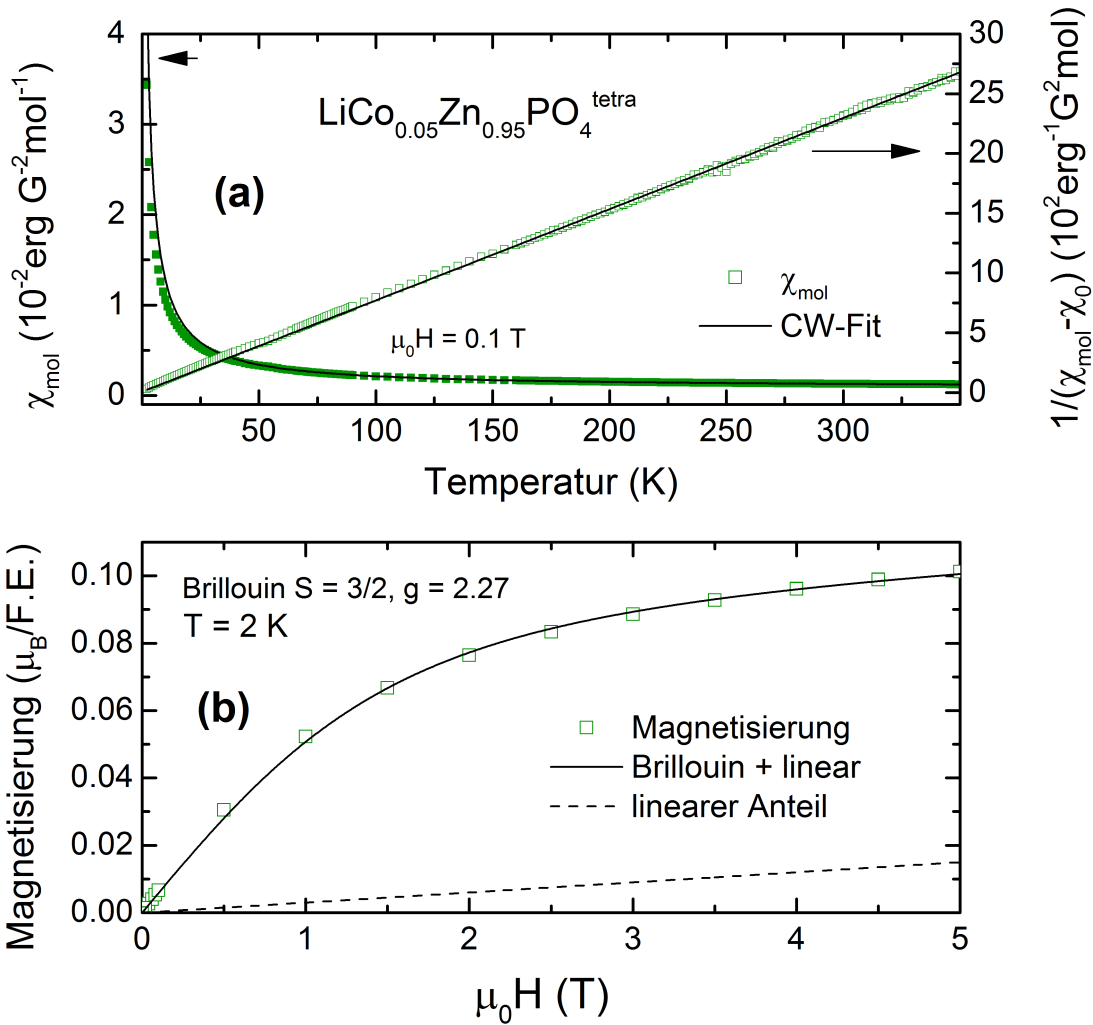 LiCo₀.₀₅Zn₀.₉₅PO₄ᵗᵉᵗʳᵃ
(a)
χₘₒₗ (10⁻²erg G⁻²mol⁻¹)
4
3
2
1
0
30
25
20
15
10
5
0
1/(χₘₒₗ-χ₀) (10²erg⁻¹G²mol)
χₘₒₗ
CW-Fit
μ₀H = 0.1 T
50 100 150 200 250 300
Temperatur (K)
Brillouin S = 3/2, g = 2.27
T = 2 K
(b)
Magnetisierung (μ_B/F.E.)
0.10
0.08
0.06
0.04
0.02
0.00
Magnetisierung
Brillouin + linear
linearer Anteil
0 1 2 3 4 5
μ₀H (T)